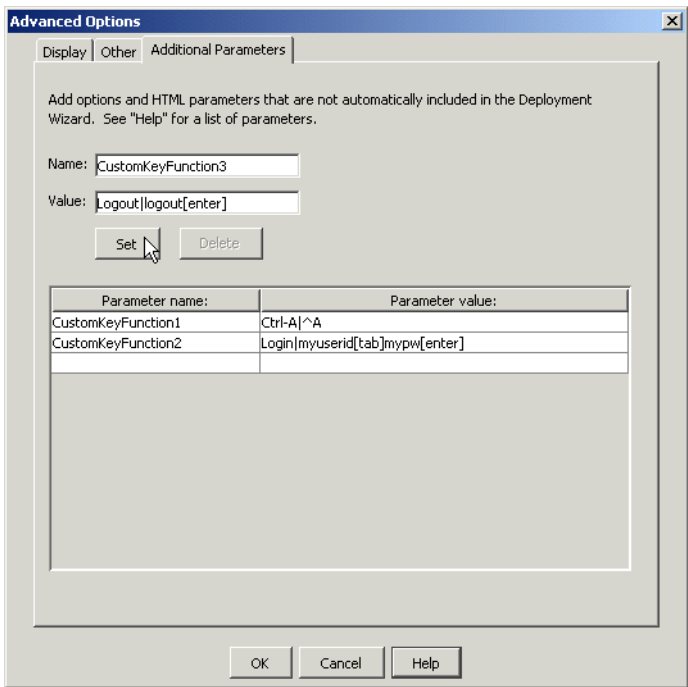 Advanced Options
Display Other Additional Parameters
Add options and HTML parameters that are not automatically included in the Deployment
Wizard. See "Help" for a list of parameters.
Name: CustomKeyFunction3
Value: Logout|logout[enter]
Set Delete
Parameter name: Parameter value:
CustomKeyFunction1 Ctrl-A|^A
CustomKeyFunction2 Login|myuserid[tab]mypw[enter]
OK Cancel Help